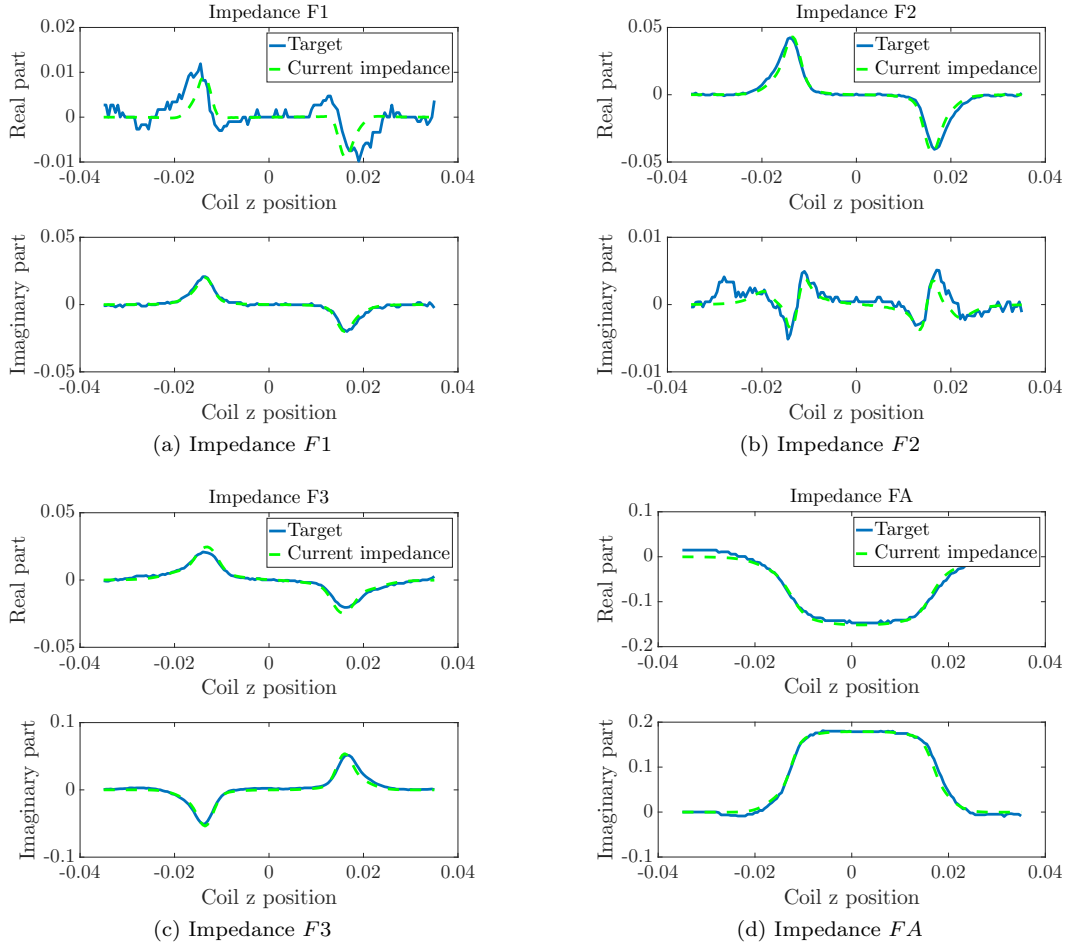 Impedance F1
0.02
0.01
0
-0.01
Real part
Target
Current impedance
-0.04
-0.02
0
0.02
0.04
Coil z position
0.05
0
-0.05
Imaginary part
-0.04
-0.02
0
0.02
0.04
Coil z position
(a) Impedance F1
Impedance F2
0.05
0
-0.05
Real part
Target
Current impedance
-0.04
-0.02
0
0.02
0.04
Coil z position
0.01
0
-0.01
Imaginary part
-0.04
-0.02
0
0.02
0.04
Coil z position
(b) Impedance F2
Impedance F3
0.05
0
-0.05
Real part
Target
Current impedance
-0.04
-0.02
0
0.02
0.04
Coil z position
0.1
0
-0.1
Imaginary part
-0.04
-0.02
0
0.02
0.04
Coil z position
(c) Impedance F3
Impedance FA
0.1
0
-0.1
-0.2
Real part
Target
Current impedance
-0.04
-0.02
0
0.02
0.04
Coil z position
0.2
0.1
0
-0.1
Imaginary part
-0.04
-0.02
0
0.02
0.04
Coil z position
(d) Impedance FA